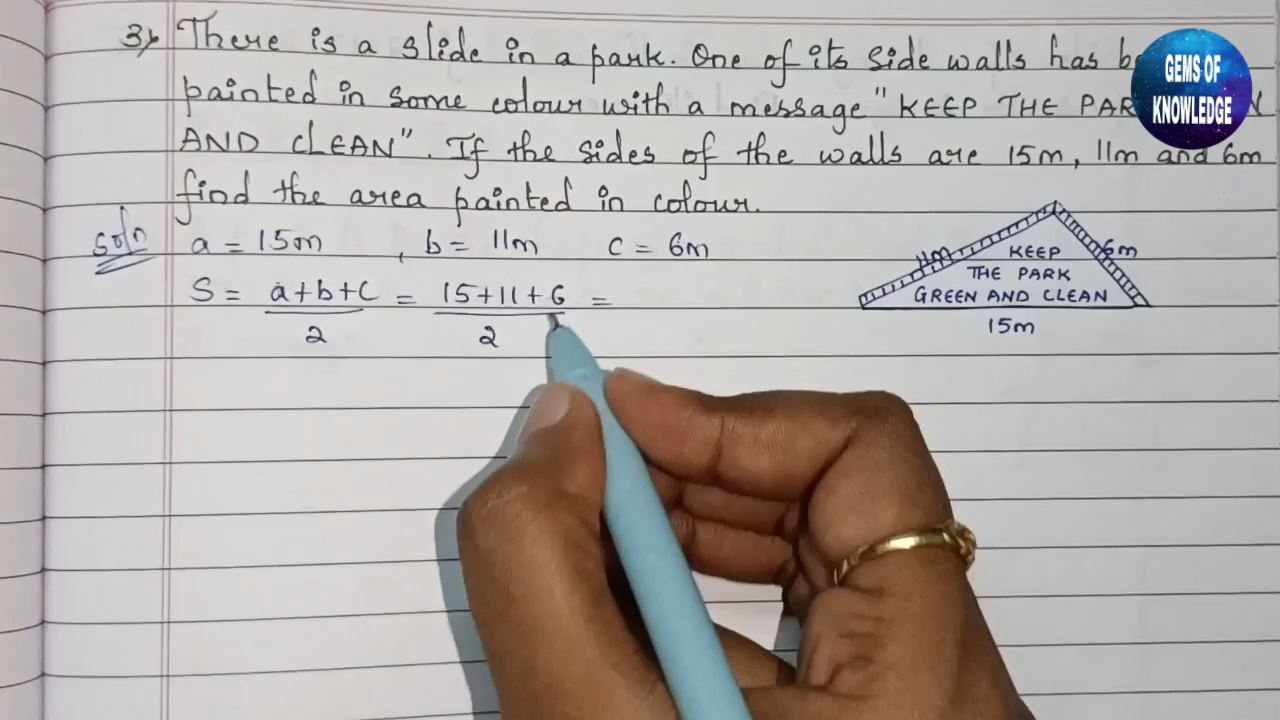 3) There is a slide in a park. One of its side walls has
painted in some colour with a message "KEEP THE
AND CLEAN". If the sides of the walls are 15m, 11m and 6m
find the area painted in colour.
Soln a = 15m , b = 11m c = 6m
S = a+b+c / 2 = 15+11+6 / 2 =
11m
6m
KEEP
THE PARK
GREEN AND CLEAN
15m
GEMS OF
KNOWLEDGE